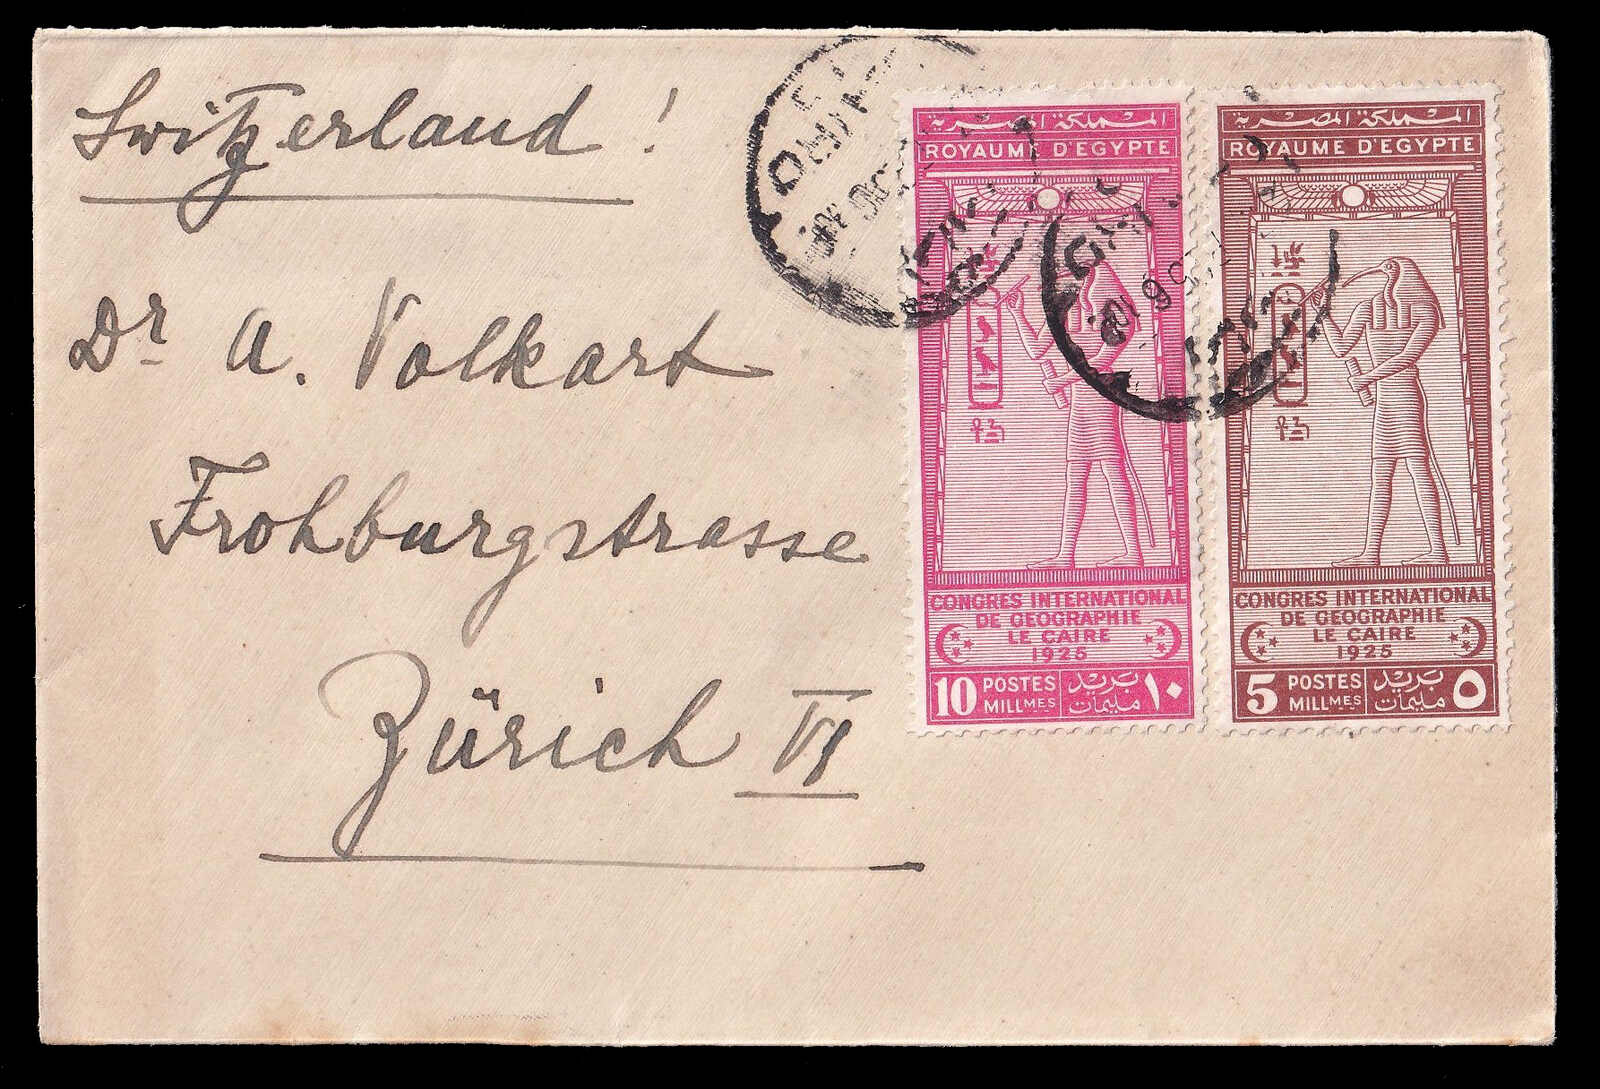 Switzerland!
Dr A. Volkart
Frohburgstrasse
Zürich VI
المملكة المصرية
ROYAUME D'EGYPTE
CONGRES INTERNATIONAL
DE GEOGRAPHIE
LE CAIRE
1925
10 POSTES MILLMES بريد مليمات ١٠
المملكة المصرية
ROYAUME D'EGYPTE
CONGRES INTERNATIONAL
DE GEOGRAPHIE
LE CAIRE
1925
5 POSTES MILLMES بريد مليمات ٥